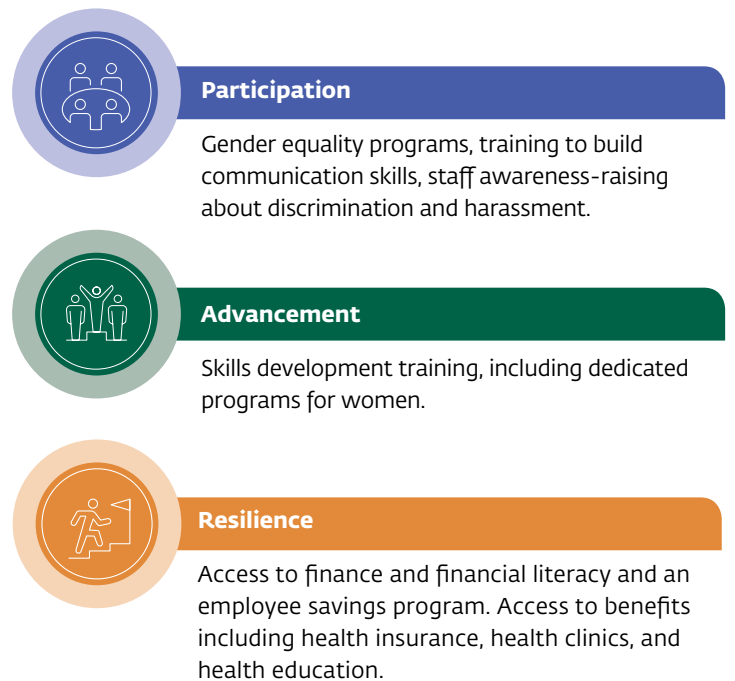 Participation
Gender equality programs, training to build
communication skills, staff awareness-raising
about discrimination and harassment.
Advancement
Skills development training, including dedicated
programs for women.
Resilience
Access to finance and financial literacy and an
employee savings program. Access to benefits
including health insurance, health clinics, and
health education.